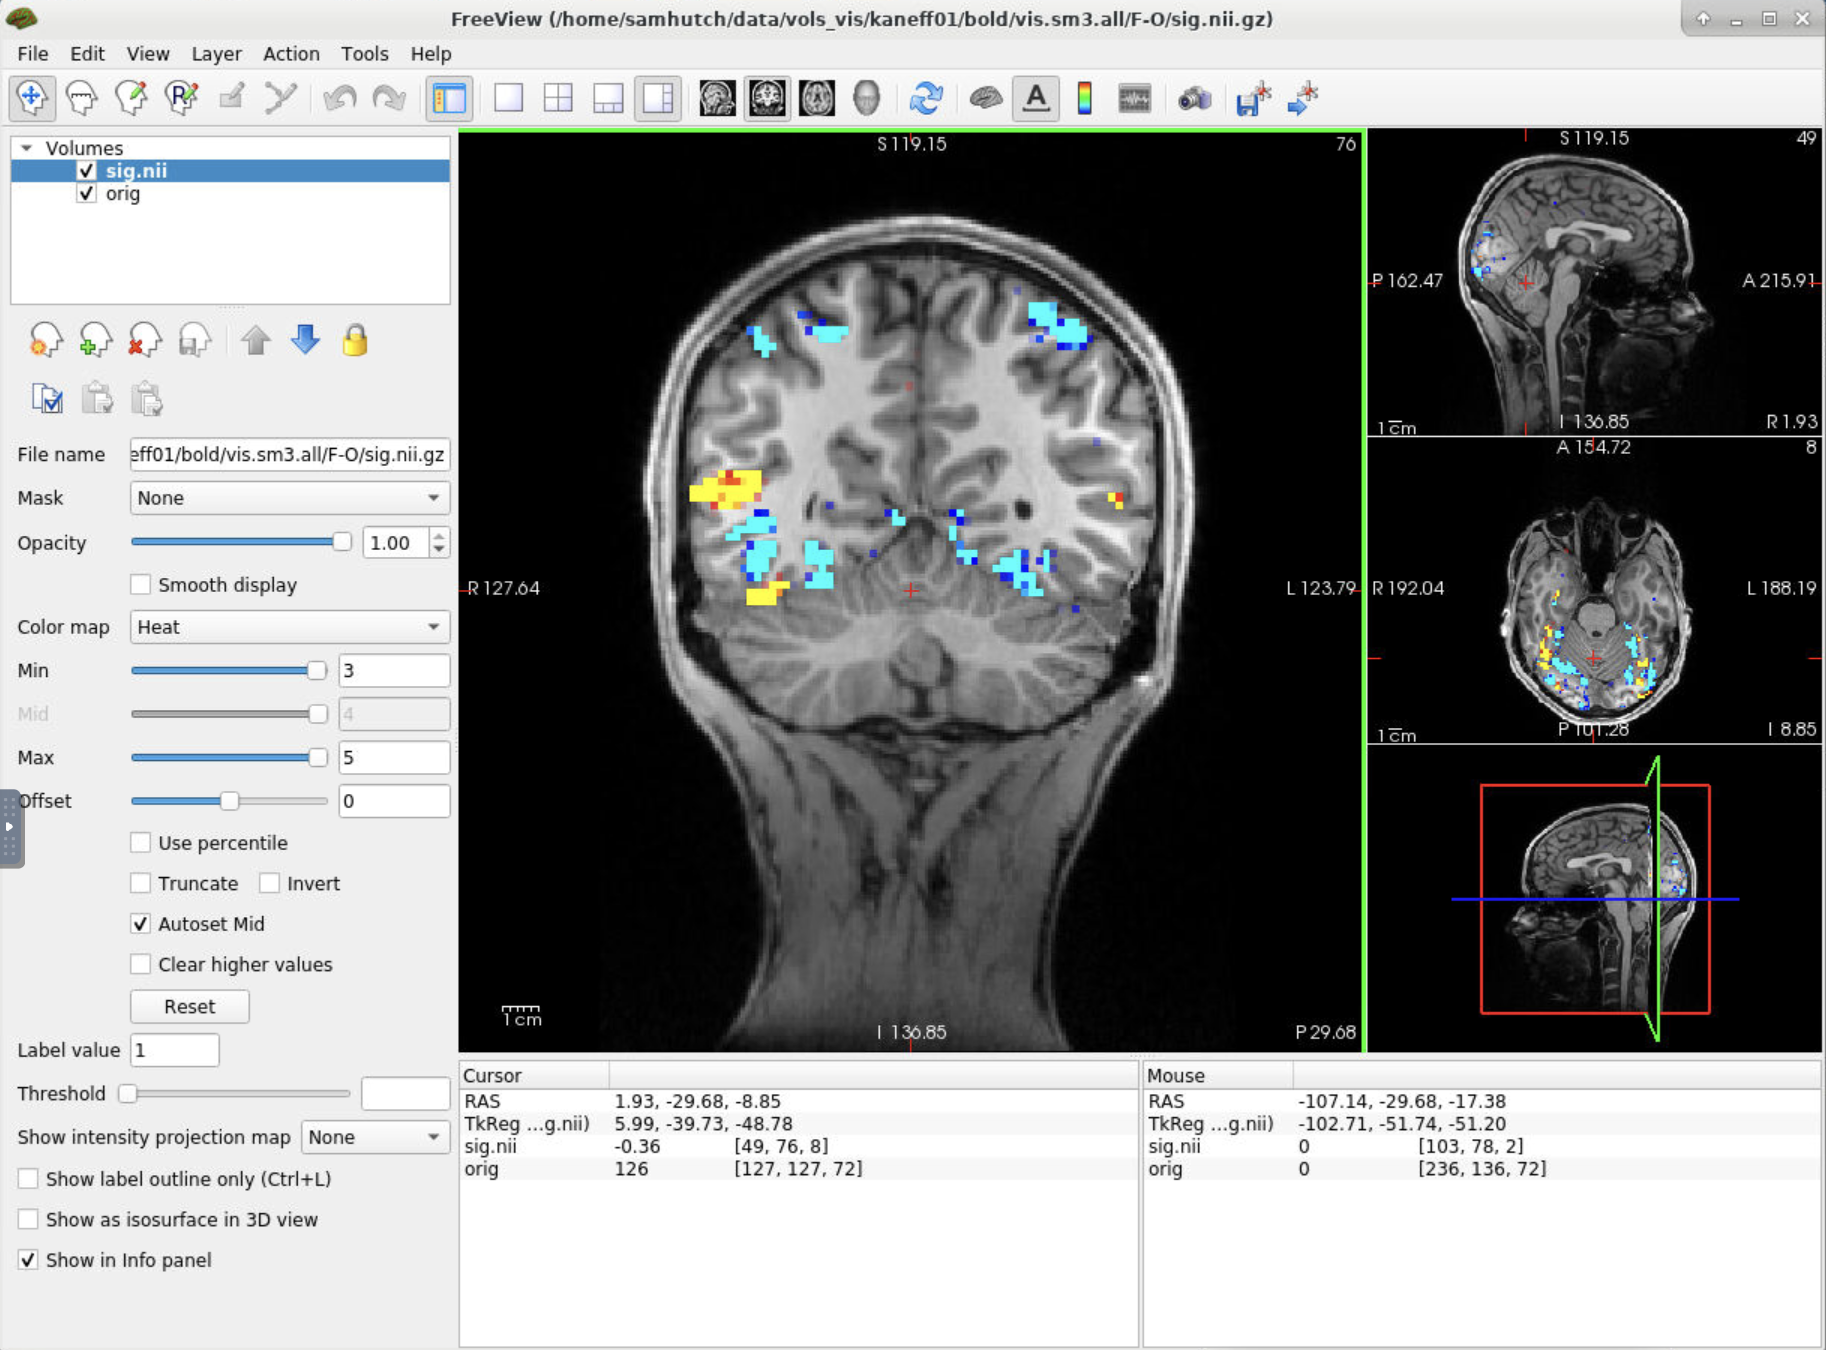 FreeView (/home/samhutch/data/vols_vis/kaneff01/bold/vis.sm3.all/F-O/sig.nii.gz)
File Edit View Layer Action Tools Help
Volumes
sig.nii
orig
File name eff01/bold/vis.sm3.all/F-O/sig.nii.gz
Mask None
Opacity 1.00
Smooth display
Color map Heat
Min 3
Mid 4
Max 5
Offset 0
Use percentile
Truncate Invert
Autoset Mid
Clear higher values
Reset
Label value 1
Threshold
Show intensity projection map None
Show label outline only (Ctrl+L)
Show as isosurface in 3D view
Show in Info panel
S 119.15 76
R 127.64 L 123.79
1 cm
I 136.85 P 29.68
S 119.15 49
P 162.47 A 215.91
1 cm I 136.85 R 1.93
A 154.72 8
R 192.04 L 188.19
1 cm P 101.28 I 8.85
Cursor
RAS 1.93, -29.68, -8.85
TkReg ...g.nii) 5.99, -39.73, -48.78
sig.nii -0.36 [49, 76, 8]
orig 126 [127, 127, 72]
Mouse
RAS -107.14, -29.68, -17.38
TkReg ...g.nii) -102.71, -51.74, -51.20
sig.nii 0 [103, 78, 2]
orig 0 [236, 136, 72]